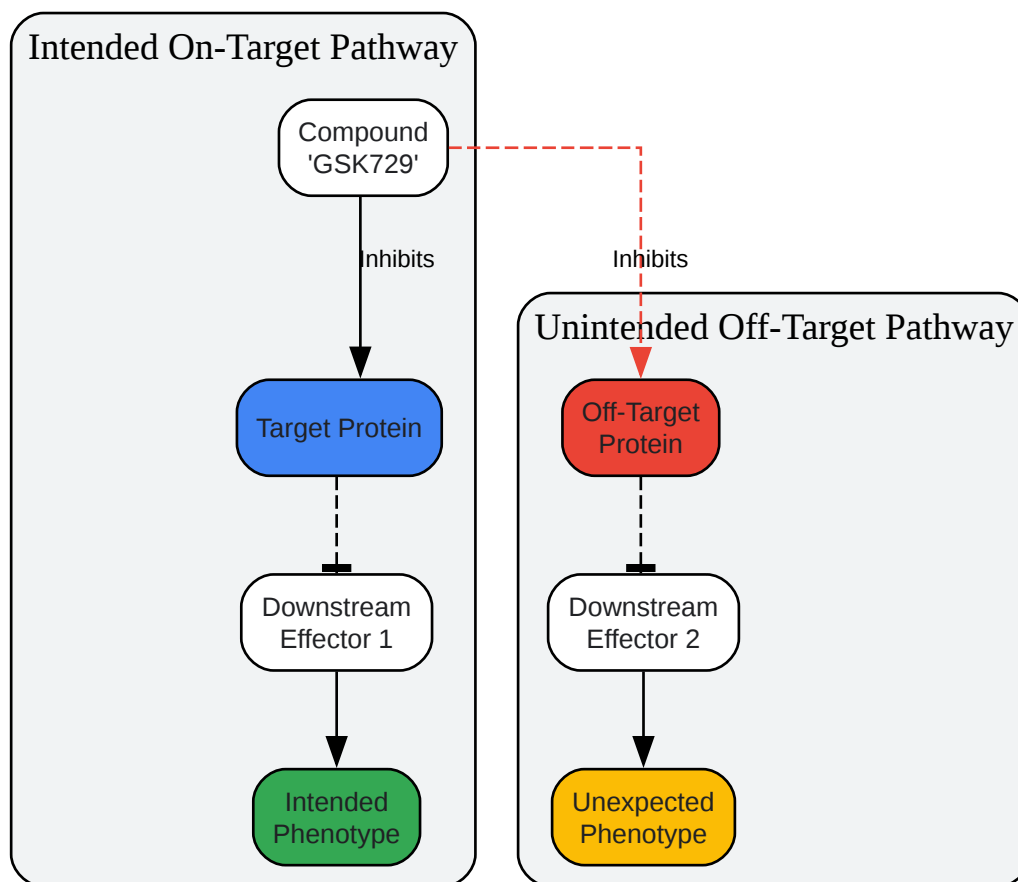 Intended On-Target Pathway
Compound
'GSK729'
Inhibits
Inhibits
Unintended Off-Target Pathway
Target Protein
Off-Target
Protein
Downstream
Effector 1
Downstream
Effector 2
Intended
Phenotype
Unexpected
Phenotype